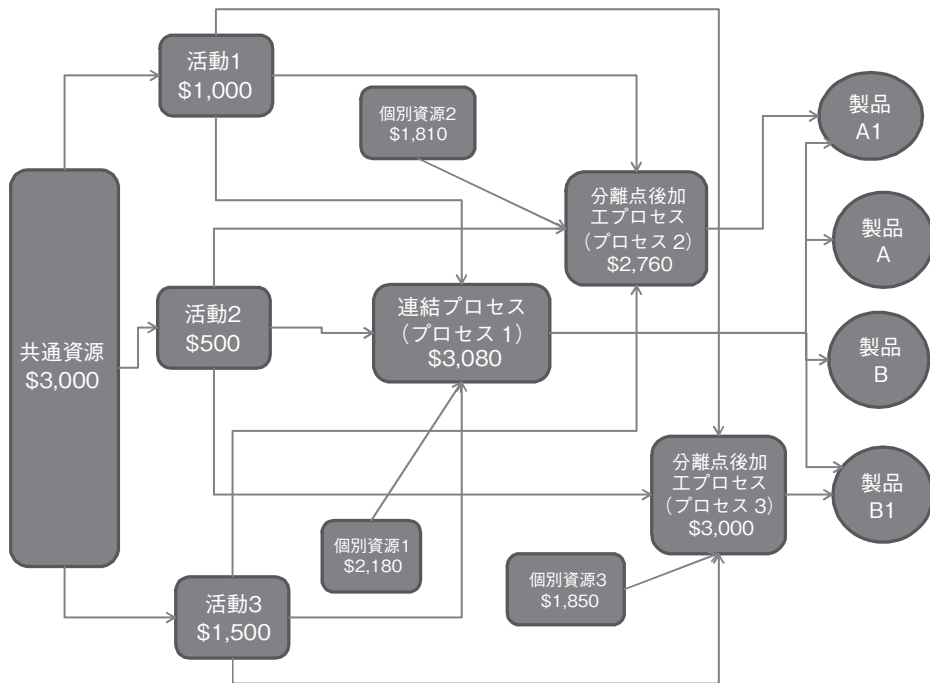 活動1
$1,000
個別資源2
$1,810
製品
A1
分離点後加
工プロセス
(プロセス 2)
$2,760
製品
A
共通資源
$3,000
活動2
$500
連結プロセス
(プロセス 1)
$3,080
製品
B
分離点後加
工プロセス
(プロセス 3)
$3,000
製品
B1
個別資源1
$2,180
個別資源3
$1,850
活動3
$1,500